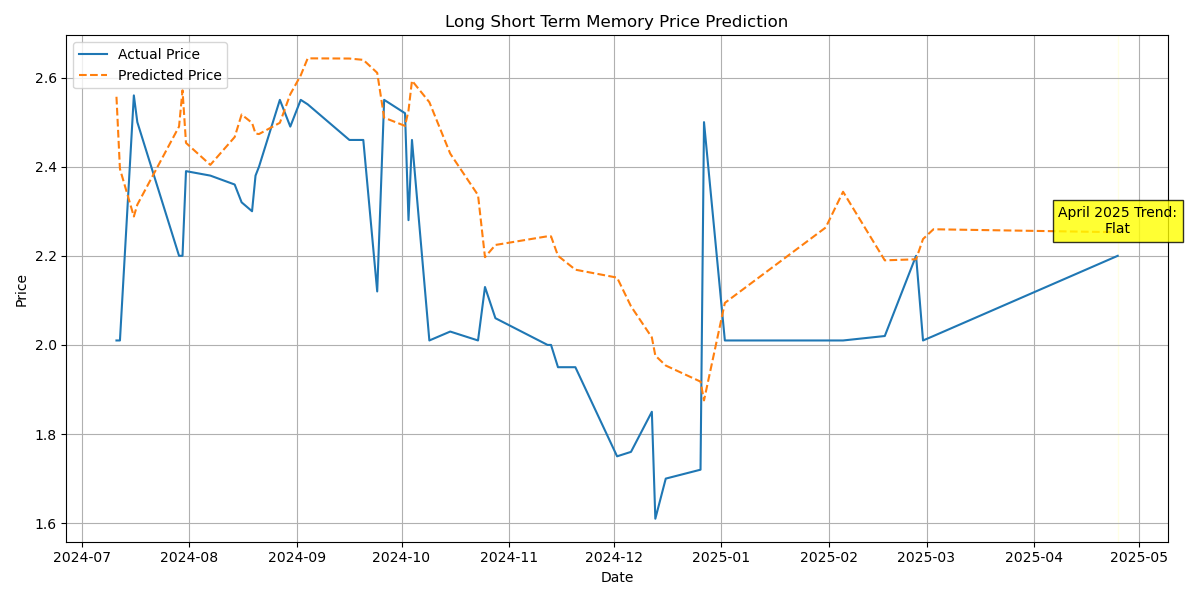 Long Short Term Memory Price Prediction
Actual Price
Predicted Price
2.6
2.4
2.2
2.0
1.8
1.6
Price
April 2025 Trend:
Flat
2024-07 2024-08 2024-09 2024-10 2024-11 2024-12 2025-01 2025-02 2025-03 2025-04 2025-05
Date